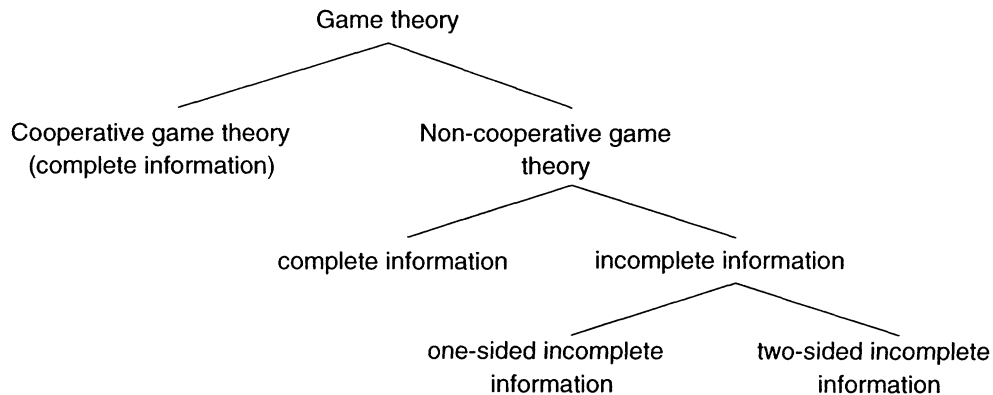 Game theory
Cooperative game theory
(complete information)
Non-cooperative game
theory
complete information
incomplete information
one-sided incomplete
information
two-sided incomplete
information